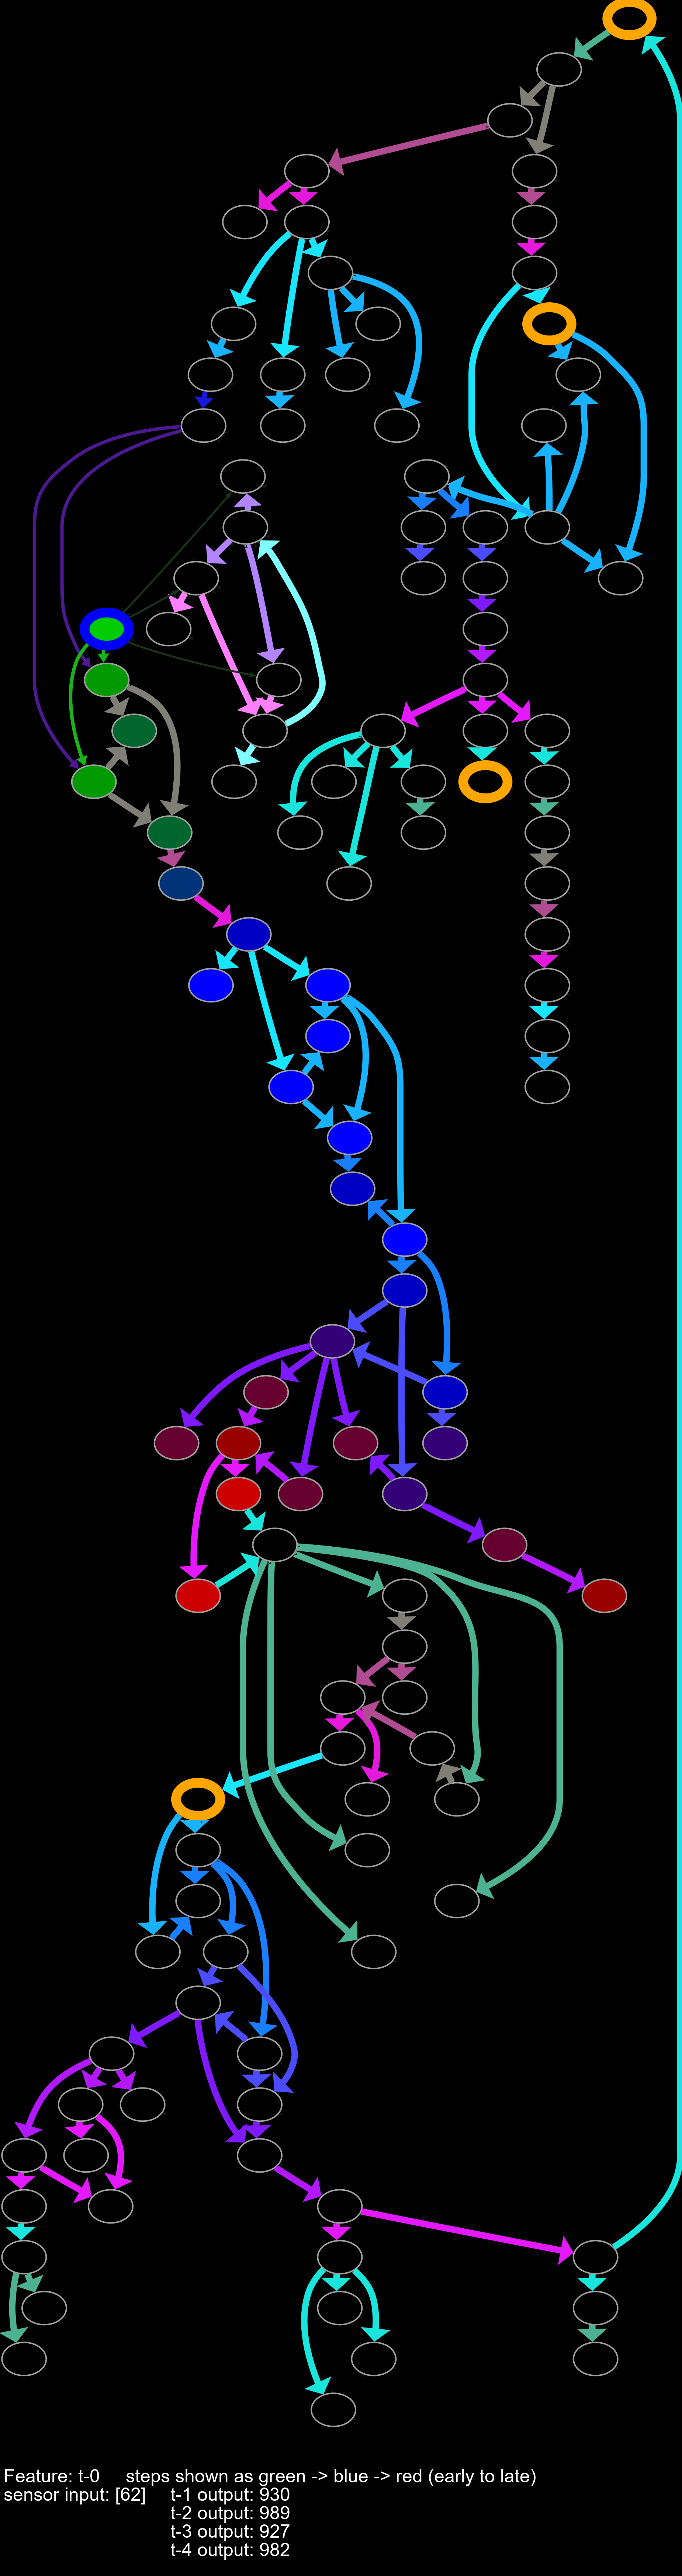 Feature: t-0 steps shown as green -> blue -> red (early to late)
sensor input: [62] t-1 output: 930
t-2 output: 989
t-3 output: 927
t-4 output: 982